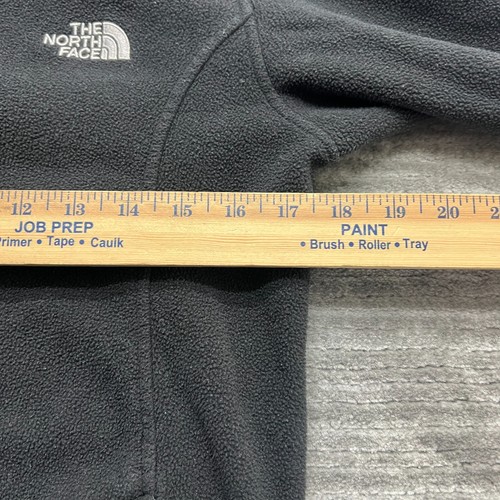 THE
NORTH
FACE
12 13 14 15 16 17 18 19 20
JOB PREP PAINT
Primer • Tape • Caulk • Brush • Roller • Tray